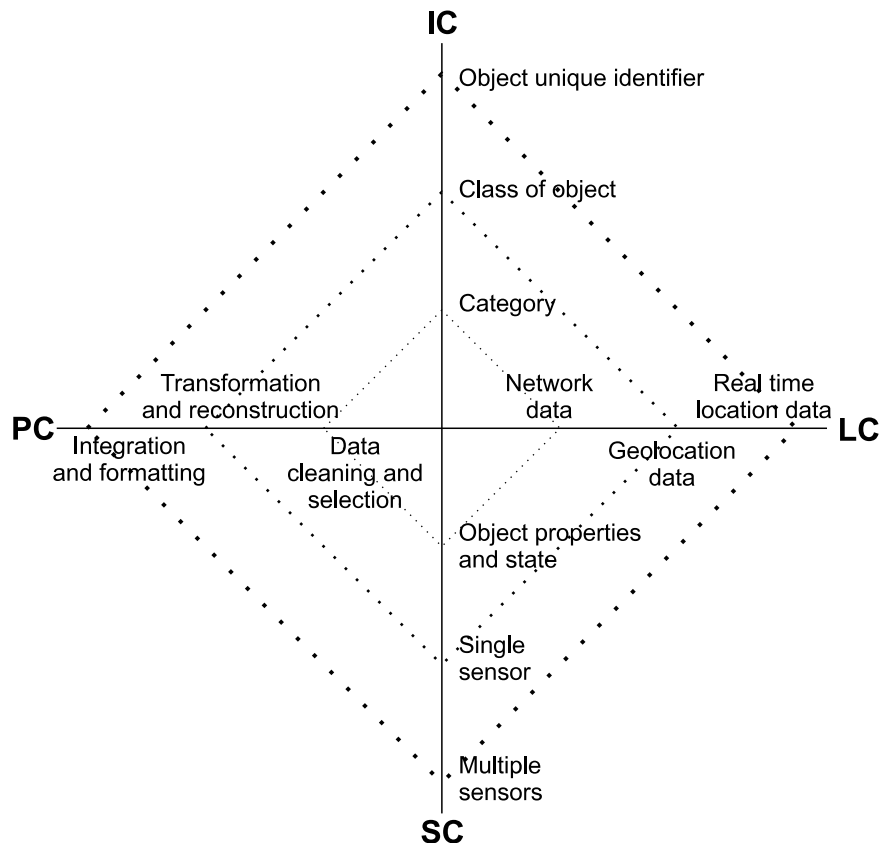 IC
Object unique identifier
Class of object
Category
Transformation
and reconstruction
Network
data
Real time
location data
PC
LC
Integration
and formatting
Data
cleaning and
selection
Geolocation
data
Object properties
and state
Single
sensor
Multiple
sensors
SC